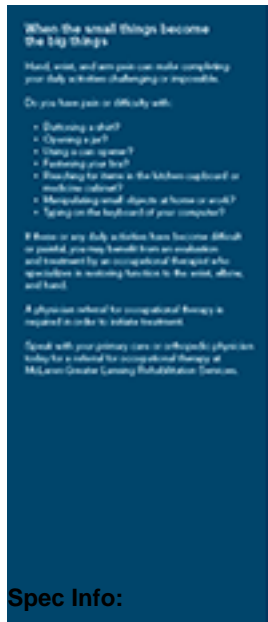 When the small things become
the big things
Hand, wrist, and arm pain can make completing
your daily activities challenging or impossible.
Do you have pain or difficulty with:
• Buttoning a shirt?
• Opening a jar?
• Using a can opener?
• Fastening your bra?
• Reaching for items in the kitchen cupboard or
medicine cabinet?
• Manipulating small objects at home or work?
• Typing on the keyboard of your computer?
If these or any daily activities have become difficult
or painful, you may benefit from an evaluation
and treatment by an occupational therapist who
specializes in restoring function to the wrist, elbow,
and hand.
A physician referral for occupational therapy is
required in order to initiate treatment.
Speak with your primary care or orthopedic physician
today for a referral for occupational therapy at
McLaren Greater Lansing Rehabilitation Services.
Spec Info: